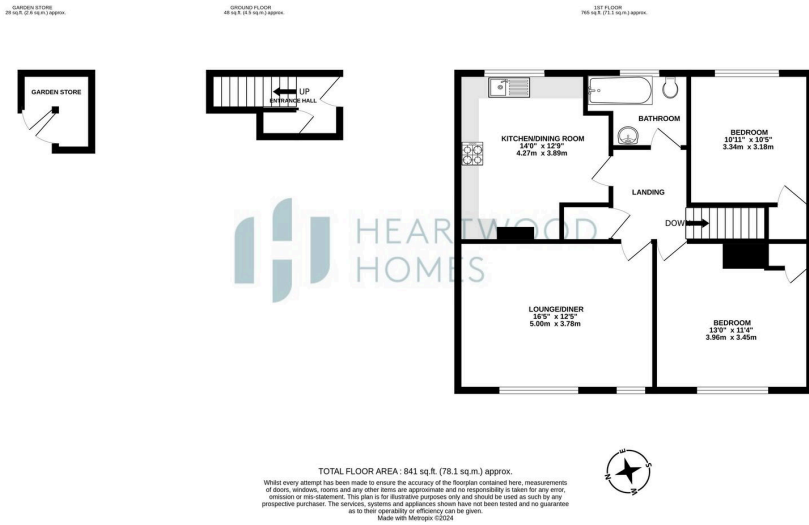 GARDEN STORE
28 sq.ft. (2.6 sq.m.) approx.
GROUND FLOOR
48 sq.ft. (4.5 sq.m.) approx.
1ST FLOOR
765 sq.ft. (71.1 sq.m.) approx.
GARDEN STORE
UP
ENTRANCE HALL
KITCHEN/DINING ROOM
14'0" x 12'9"
4.27m x 3.89m
BATHROOM
BEDROOM
10'11" x 10'5"
3.34m x 3.18m
LANDING
DOWN
HEARTWOOD
HOMES
LOUNGE/DINER
16'5" x 12'5"
5.00m x 3.78m
BEDROOM
13'0" x 11'4"
3.96m x 3.45m
TOTAL FLOOR AREA : 841 sq.ft. (78.1 sq.m.) approx.
Whilst every attempt has been made to ensure the accuracy of the floorplan contained here, measurements
of doors, windows, rooms and any other items are approximate and no responsibility is taken for any error,
omission or mis-statement. This plan is for illustrative purposes only and should be used as such by any
prospective purchaser. The services, systems and appliances shown have not been tested and no guarantee
as to their operability or efficiency can be given.
Made with Metropix ©2024
N
E
S
W